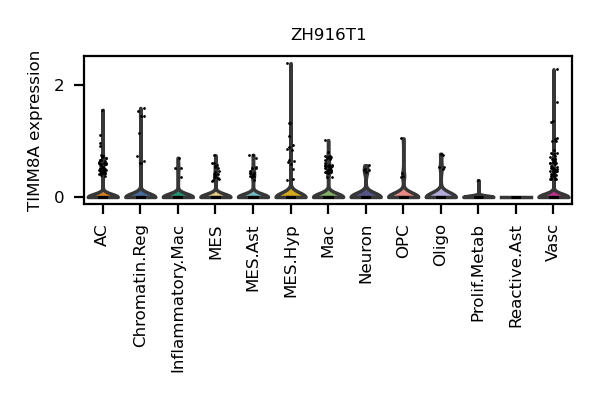 ZH916T1
TIMM8A expression
2
0
AC
Chromatin.Reg
Inflammatory.Mac
MES
MES.Ast
MES.Hyp
Mac
Neuron
OPC
Oligo
Prolif.Metab
Reactive.Ast
Vasc